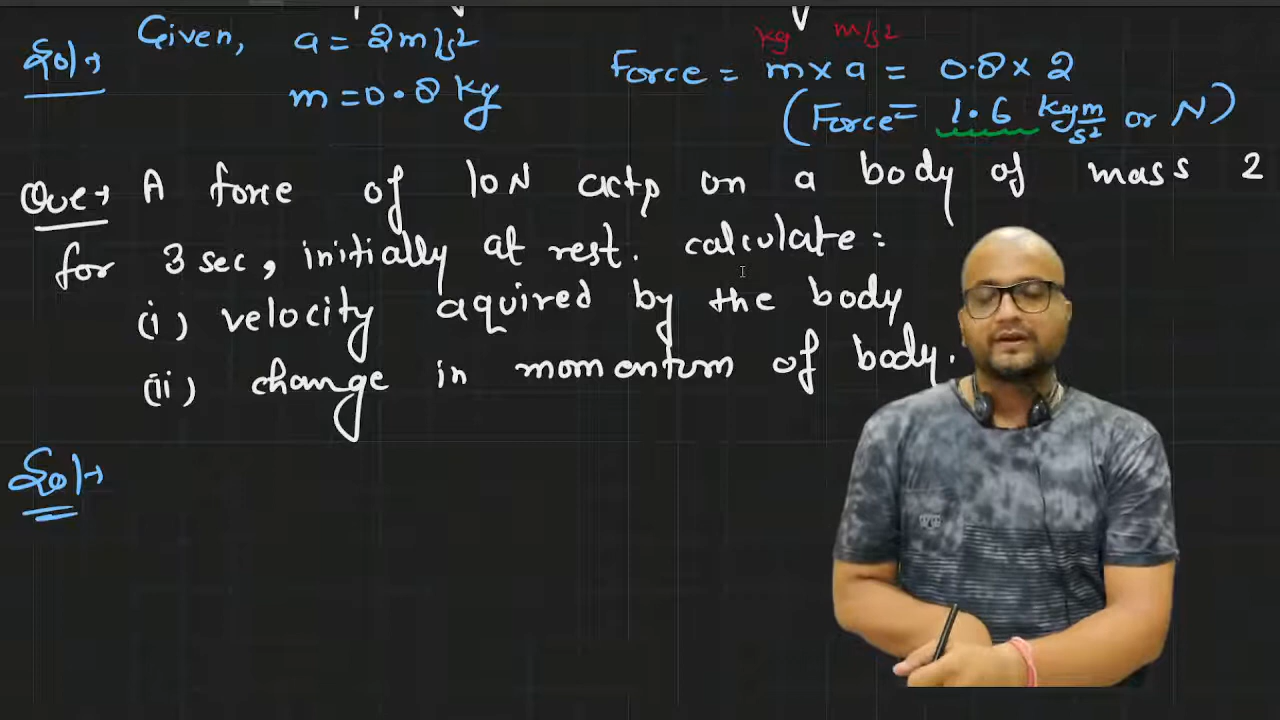 Sol→ Given, a = 2m/s²
m = 0.8 kg
kg m/s²
Force = m x a = 0.8 x 2
(Force = 1.6 kg m/s² or N)
Que→ A force of 10N acts on a body of mass 2
for 3 sec, initially at rest. calculate:
(i) velocity aquired by the body
(ii) change in momentum of body.
Sol→